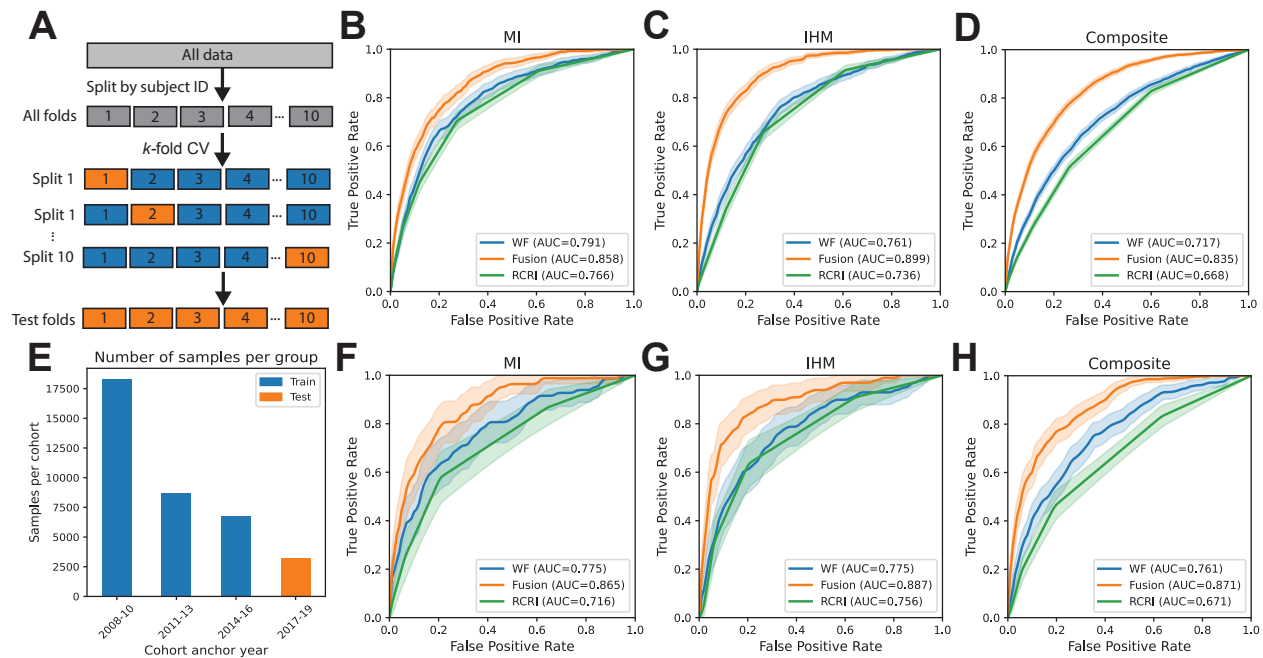 A
All data
Split by subject ID
All folds
1 2 3 4 ... 10
k-fold CV
Split 1
1 2 3 4 ... 10
Split 1
1 2 3 4 ... 10
⋮
Split 10
1 2 3 4 ... 10
Test folds
1 2 3 4 ... 10
B
MI
True Positive Rate
1.0
0.8
0.6
0.4
0.2
0.0
WF (AUC=0.791)
Fusion (AUC=0.858)
RCRI (AUC=0.766)
0.0 0.2 0.4 0.6 0.8 1.0
False Positive Rate
C
IHM
True Positive Rate
1.0
0.8
0.6
0.4
0.2
0.0
WF (AUC=0.761)
Fusion (AUC=0.899)
RCRI (AUC=0.736)
0.0 0.2 0.4 0.6 0.8 1.0
False Positive Rate
D
Composite
True Positive Rate
1.0
0.8
0.6
0.4
0.2
0.0
WF (AUC=0.717)
Fusion (AUC=0.835)
RCRI (AUC=0.668)
0.0 0.2 0.4 0.6 0.8 1.0
False Positive Rate
E
Number of samples per group
Samples per cohort
17500
15000
12500
10000
7500
5000
2500
0
Train
Test
2008-10 2011-13 2014-16 2017-19
Cohort anchor year
F
MI
True Positive Rate
1.0
0.8
0.6
0.4
0.2
0.0
WF (AUC=0.775)
Fusion (AUC=0.865)
RCRI (AUC=0.716)
0.0 0.2 0.4 0.6 0.8 1.0
False Positive Rate
G
IHM
True Positive Rate
1.0
0.8
0.6
0.4
0.2
0.0
WF (AUC=0.775)
Fusion (AUC=0.887)
RCRI (AUC=0.756)
0.0 0.2 0.4 0.6 0.8 1.0
False Positive Rate
H
Composite
True Positive Rate
1.0
0.8
0.6
0.4
0.2
0.0
WF (AUC=0.761)
Fusion (AUC=0.871)
RCRI (AUC=0.671)
0.0 0.2 0.4 0.6 0.8 1.0
False Positive Rate